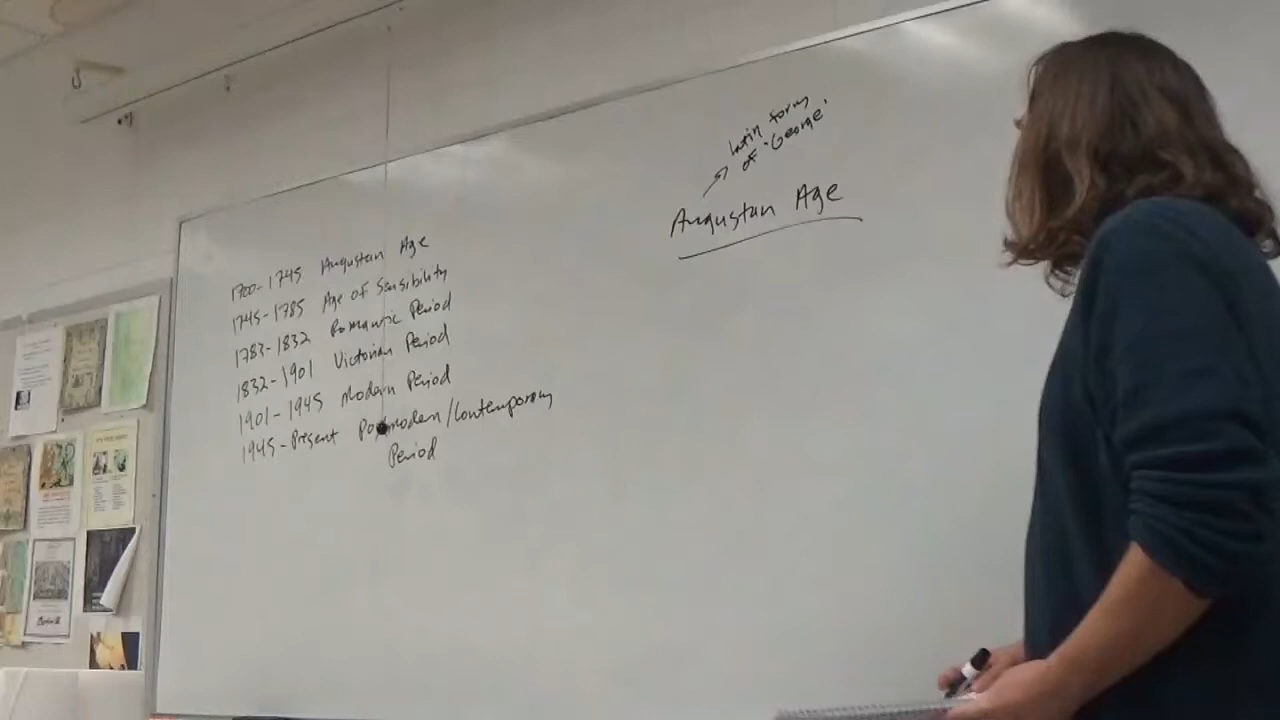 1700-1745 Augustan Age
1745-1785 Age of Sensibility
1783-1832 Romantic Period
1832-1901 Victorian Period
1901-1945 Modern Period
1945-Present Postmodern/Contemporary
Period
Latin form
of 'George'
Augustan Age